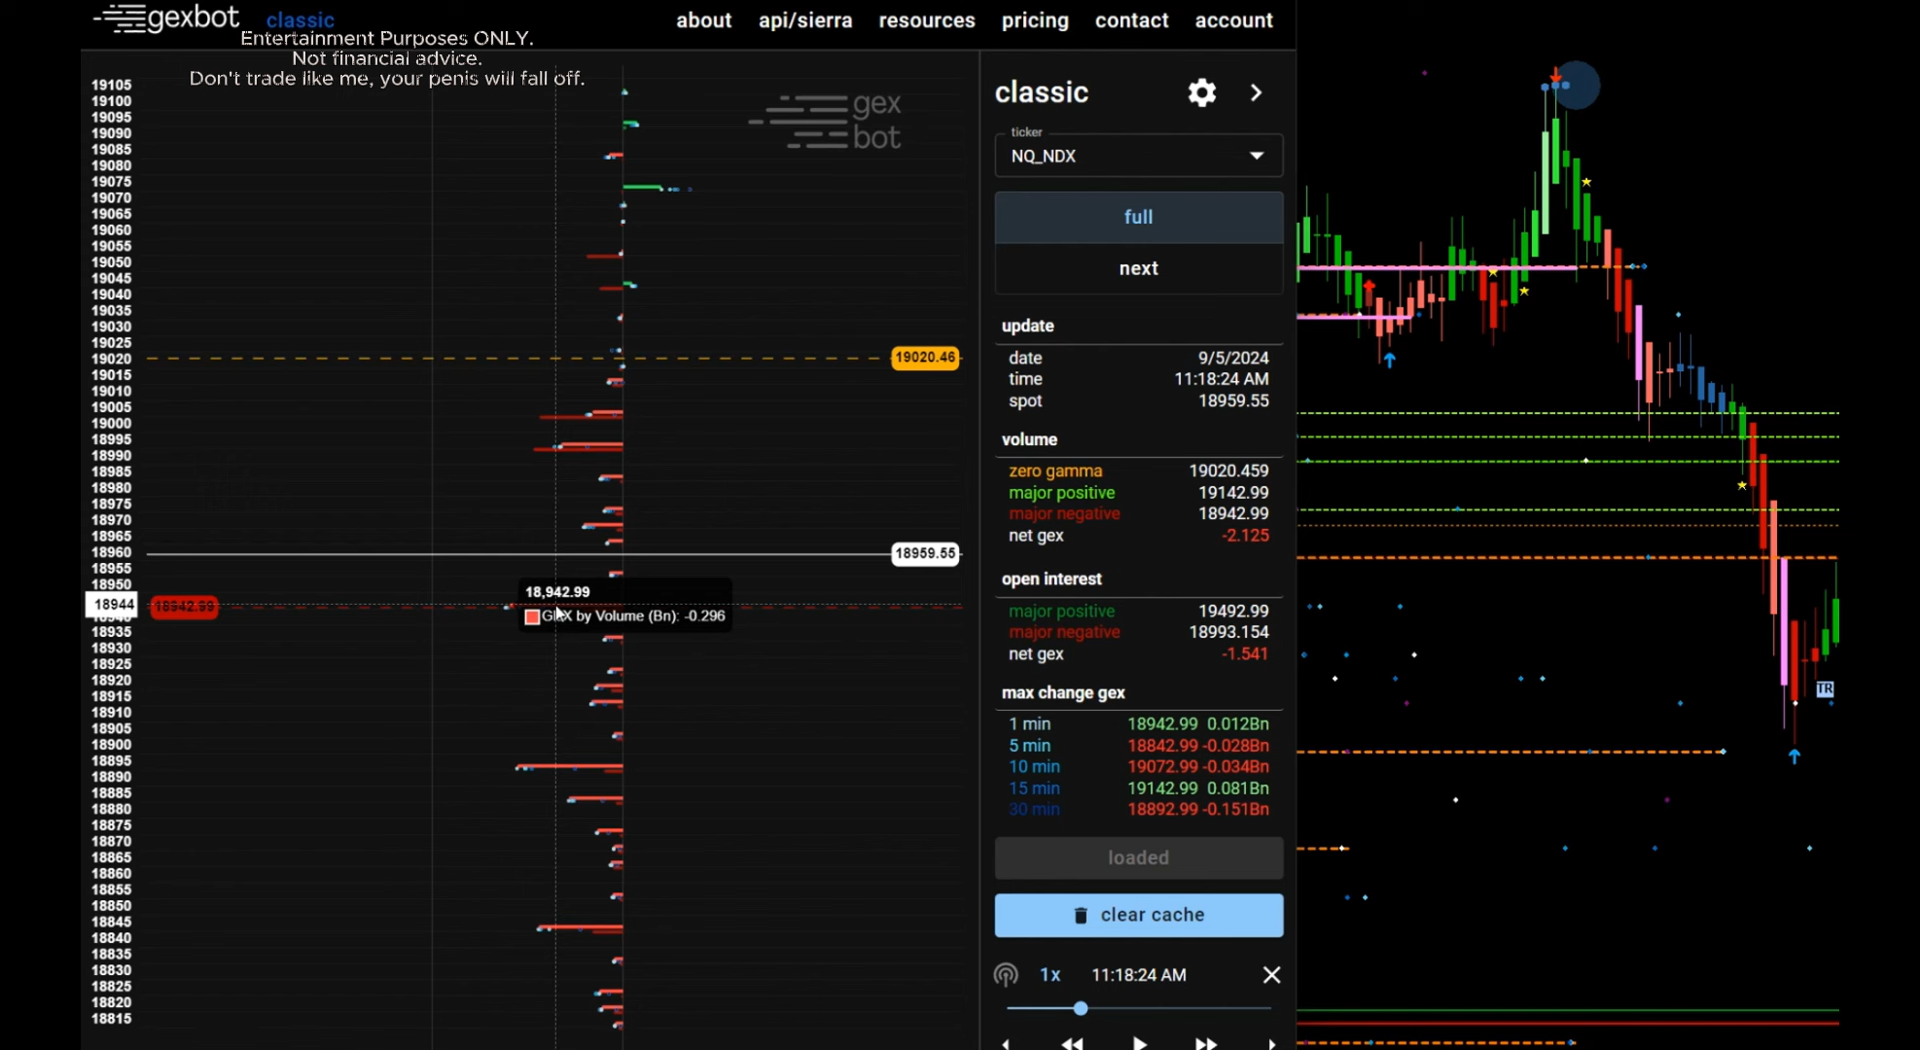 gexbot classic
about api/sierra resources pricing contact account
Entertainment Purposes ONLY.
Not financial advice.
Don't trade like me, your penis will fall off.
19105
19100
19095
19090
19085
19080
19075
19070
19065
19060
19055
19050
19045
19040
19035
19030
19025
19020
19015
19010
19005
19000
18995
18990
18985
18980
18975
18970
18965
18960
18955
18950
18944
18935
18930
18925
18920
18915
18910
18905
18900
18895
18890
18885
18880
18875
18870
18865
18860
18855
18850
18845
18840
18835
18830
18825
18820
18815
gex
bot
19020.46
18959.55
18942.99
18,942.99
GEX by Volume (Bn): -0.296
classic
ticker
NQ_NDX
full
next
update
date 9/5/2024
time 11:18:24 AM
spot 18959.55
volume
zero gamma 19020.459
major positive 19142.99
major negative 18942.99
net gex -2.125
open interest
major positive 19492.99
major negative 18993.154
net gex -1.541
max change gex
1 min 18942.99 0.012Bn
5 min 18842.99 -0.028Bn
10 min 19072.99 -0.034Bn
15 min 19142.99 0.081Bn
30 min 18892.99 -0.151Bn
loaded
clear cache
1x 11:18:24 AM
TR